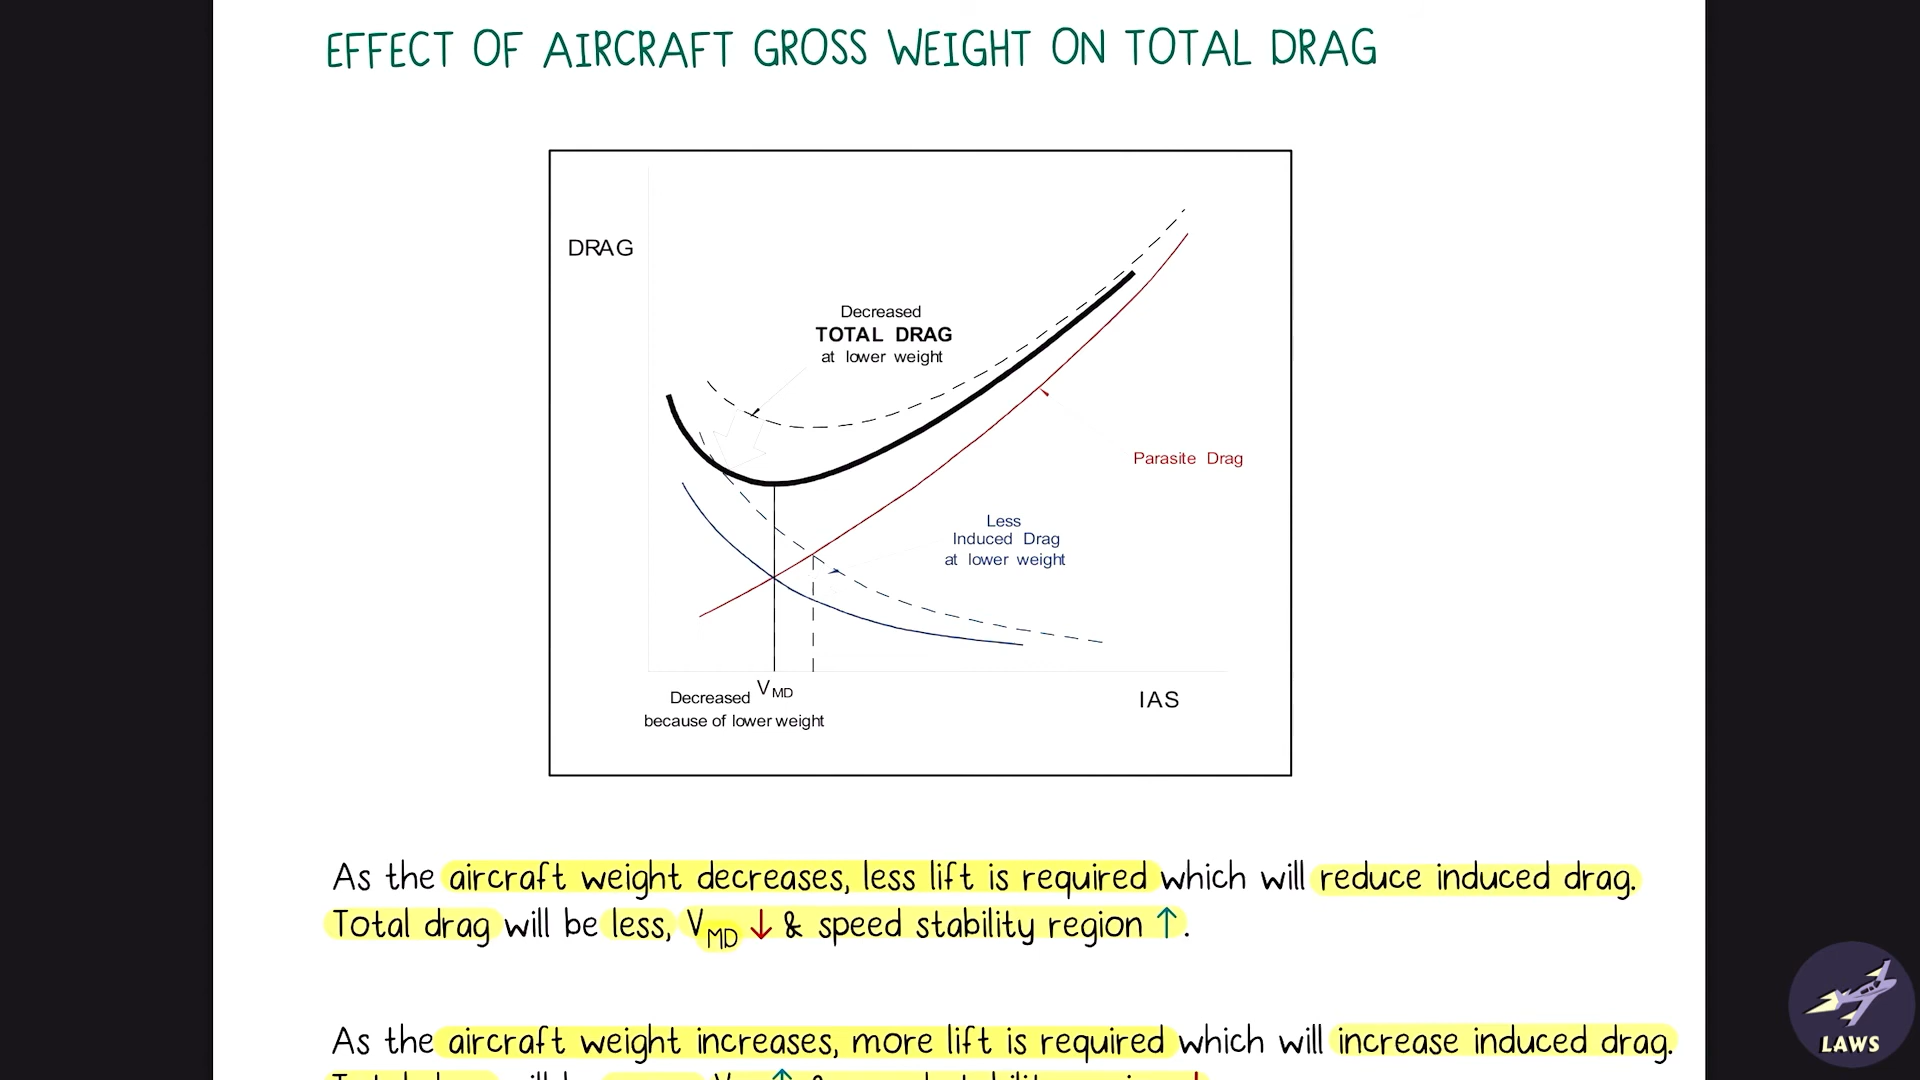 EFFECT OF AIRCRAFT GROSS WEIGHT ON TOTAL DRAG
DRAG
Decreased
TOTAL DRAG
at lower weight
Parasite Drag
Less
Induced Drag
at lower weight
Decreased VMD
because of lower weight
IAS
As the aircraft weight decreases, less lift is required which will reduce induced drag.
Total drag will be less, VMD ↓ & speed stability region ↑.
As the aircraft weight increases, more lift is required which will increase induced drag.
LAWS